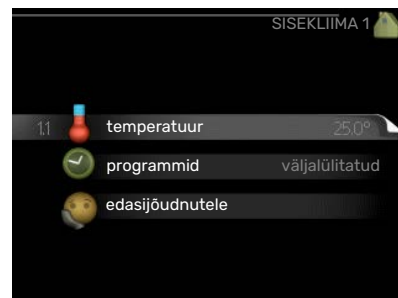 SISEKLIIMA 1
1.1 temperatuur 25.0°
programmid väljalülitatud
edasijõudnutele